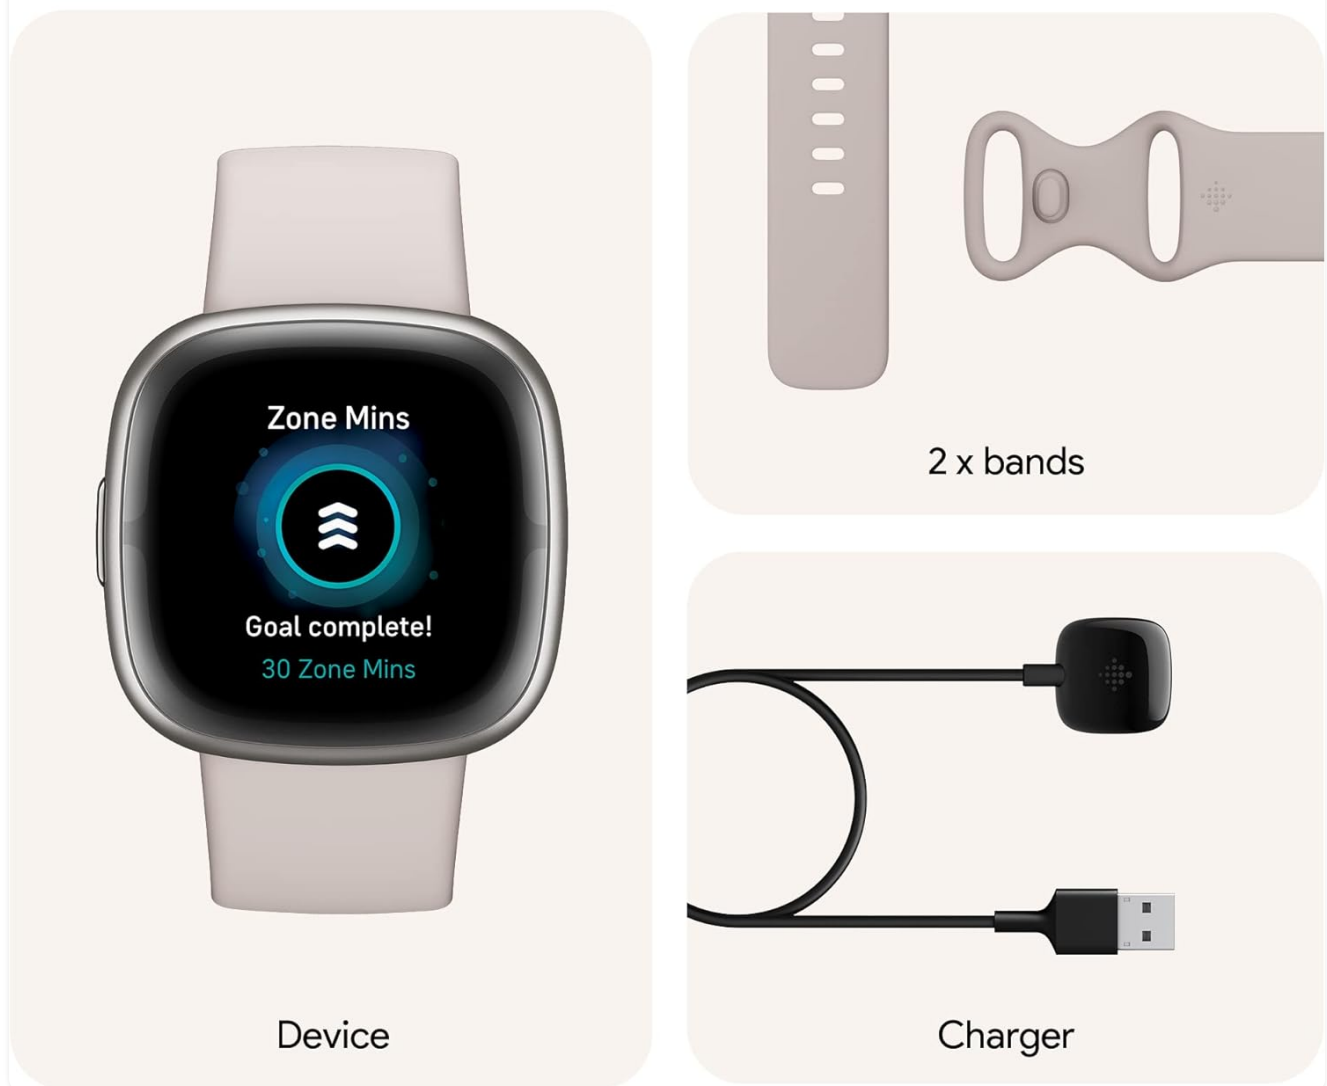 Zone Mins
Goal complete!
30 Zone Mins
Device
2 x bands
Charger